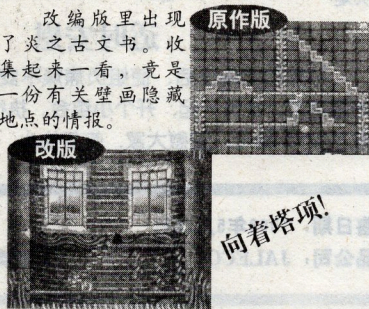 改编版里出现
了炎之古文书。收
集起来一看，竟是
一份有关壁画隐藏
地点的情报。
原作版
改版
向着塔项!